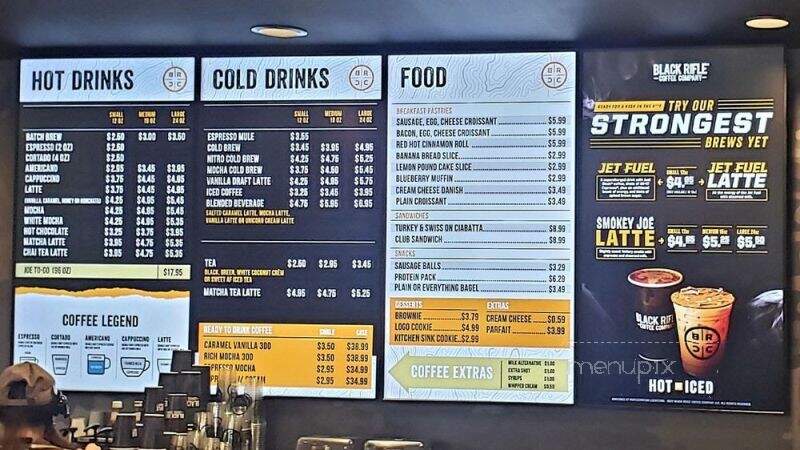 HOT DRINKS
SMALL 12 OZ MEDIUM 16 OZ LARGE 24 OZ
BATCH BREW $2.50 $3.00 $3.50
ESPRESSO (2 OZ) $2.50
CORTADO (4 OZ) $2.50
AMERICANO $2.95 $3.45 $3.95
CAPPUCCINO $3.75 $4.45 $4.95
LATTE $3.75 $4.45 $4.95
VANILLA, CARAMEL, HONEY OR $4.25 $4.95 $5.45
MOCHA $4.25 $4.95 $5.45
WHITE MOCHA $4.25 $4.95 $5.45
HOT CHOCOLATE $3.25 $3.75 $3.95
MATCHA LATTE $3.95 $4.75 $5.35
CHAI TEA LATTE $3.95 $4.75 $5.35
JOE TO-GO (96 OZ) $17.95
COFFEE LEGEND
ESPRESSO CORTADO AMERICANO CAPPUCCINO LATTE
COLD DRINKS
SMALL 12 OZ MEDIUM LARGE 24 OZ
ESPRESSO MULE $3.55
COLD BREW $3.45 $3.95 $4.95
NITRO COLD BREW $4.25 $4.75 $5.25
MOCHA COLD BREW $3.75 $4.60 $5.45
VANILLA DRAFT LATTE $4.25 $4.95 $5.75
ICED COFFEE $3.25 $3.45 $3.95
BLENDED BEVERAGE $4.75 $5.95 $6.95
SALTED CARAMEL LATTE, MOCHA LATTE,
VANILLA LATTE OR UNICORN CREAM LATTE
TEA $2.50 $2.95 $3.45
BLACK, GREEN, WHITE COCONUT CRÈM
OR SWEET AF ICED TEA
MATCHA TEA LATTE $4.95 $4.75 $5.25
READY TO DRINK COFFEE SINGLE CASE
CARAMEL VANILLA 300 $3.50 $38.99
RICH MOCHA 300 $3.50 $38.99
ESPRESSO MOCHA $2.95 $34.99
CREAM $2.95 $34.99
FOOD
BREAKFAST PASTRIES
SAUSAGE, EGG, CHEESE CROISSANT $5.99
BACON, EGG, CHEESE CROISSANT $5.99
RED HOT CINNAMON ROLL $5.99
BANANA BREAD SLICE $2.99
LEMON POUND CAKE SLICE $2.99
BLUEBERRY MUFFIN $2.99
CREAM CHEESE DANISH $3.49
PLAIN CROISSANT $3.49
SANDWICHES
TURKEY & SWISS ON CIABATTA $8.99
CLUB SANDWICH $8.99
SNACKS
SAUSAGE BALLS $3.29
PROTEIN PACK $6.29
PLAIN OR EVERYTHING BAGEL $3.49
DESSERTS EXTRAS
BROWNIE $3.79 CREAM CHEESE $0.59
LOGO COOKIE $4.99 PARFAIT $3.99
KITCHEN SINK COOKIE $2.99
COFFEE EXTRAS
MILK ALTERNATIVE $1.00
EXTRA SHOT $1.00
SYRUPS $1.00
WHIPPED CREAM $0.50
BLACK RIFLE
COFFEE COMPANY
READY FOR A KICK IN THE A**? TRY OUR
STRONGEST
BREWS YET
JET FUEL
SMALL 12oz
$4.95
JET FUEL
LATTE
SMOKEY JOE
LATTE
SMALL 12oz $4.95
MEDIUM 16oz $5.25
LARGE 24oz $5.50
BLACK RIFLE
COFFEE COMPANY
BRCC
HOT ICED
menupix